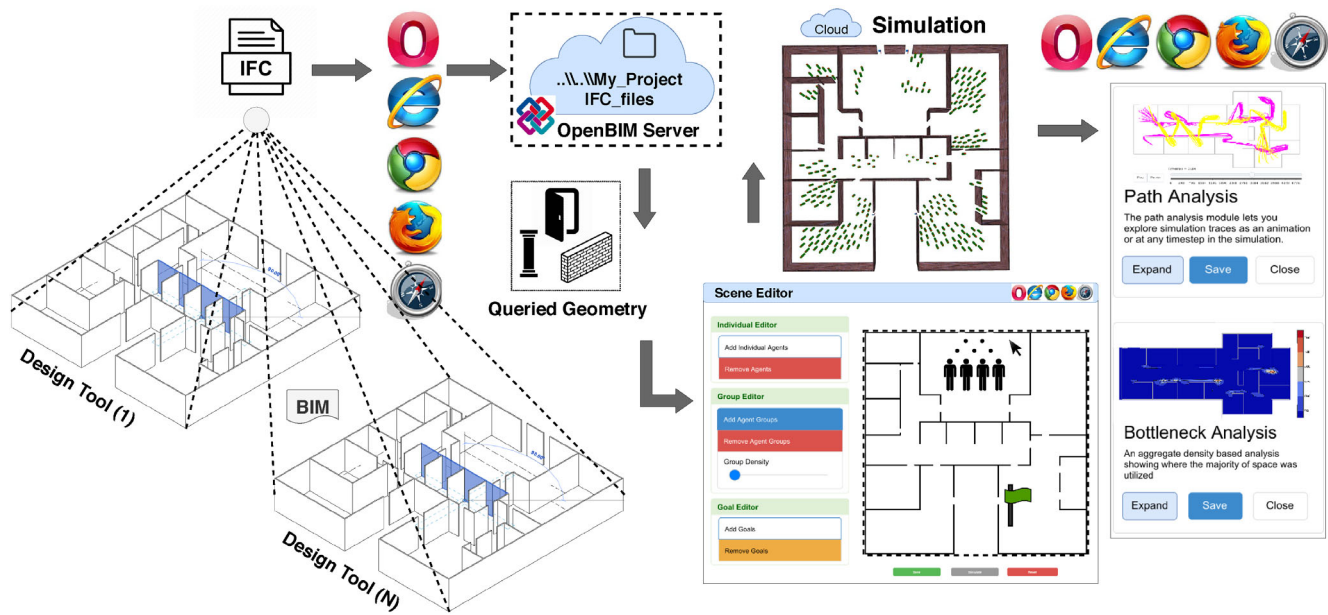 IFC
..\\..\\My_Project
IFC_files
OpenBIM Server
Cloud
Simulation
Queried Geometry
Design Tool (1)
BIM
Design Tool (N)
Scene Editor
Individual Editor
Add Individual Agents
Remove Agents
Group Editor
Add Agent Groups
Remove Agent Groups
Group Density
Goal Editor
Add Goals
Remove Goals
Path Analysis
The path analysis module lets you
explore simulation traces as an animation
or at any timestep in the simulation.
Expand
Save
Close
Bottleneck Analysis
An aggregate density based analysis
showing where the majority of space was
utilized
Expand
Save
Close